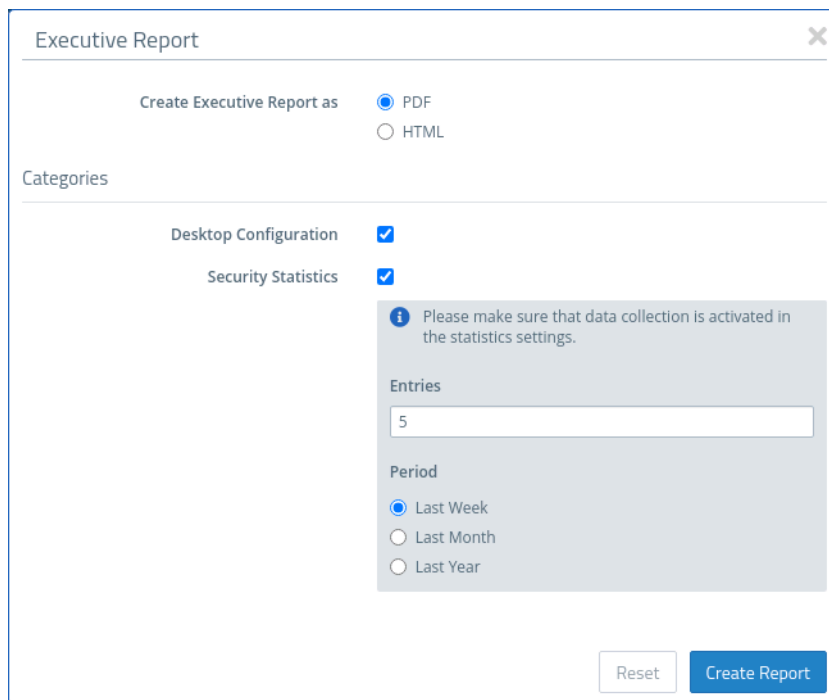 Executive Report
Create Executive Report as
PDF
HTML
Categories
Desktop Configuration
Security Statistics
Please make sure that data collection is activated in
the statistics settings.
Entries
5
Period
Last Week
Last Month
Last Year
Reset
Create Report